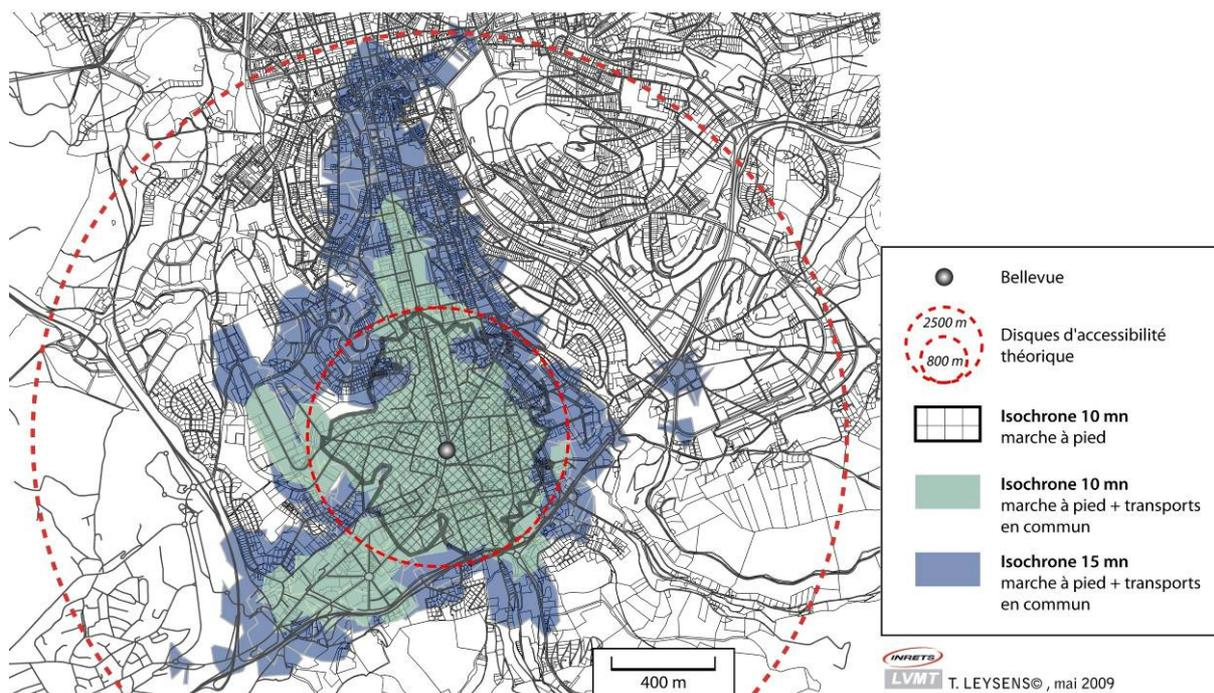 Bellevue
2500 m
800 m
Disques d'accessibilité
théorique
Isochrone 10 mn
marche à pied
Isochrone 10 mn
marche à pied + transports
en commun
Isochrone 15 mn
marche à pied + transports
en commun
400 m
INRETS
LVMT
T. LEYSENS© , mai 2009